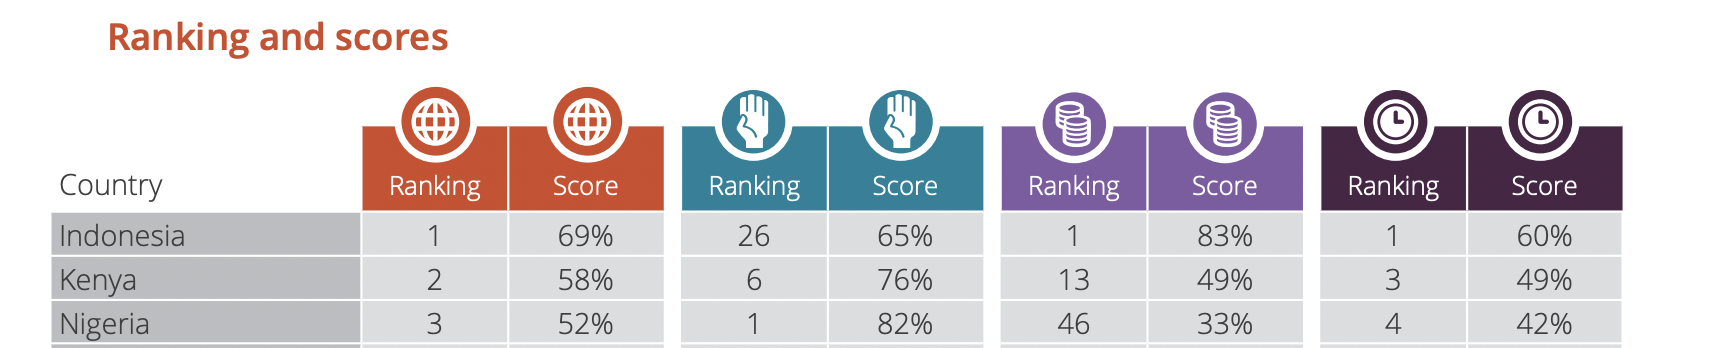 Ranking and scores
Country Ranking Score Ranking Score Ranking Score Ranking Score
Indonesia 1 69% 26 65% 1 83% 1 60%
Kenya 2 58% 6 76% 13 49% 3 49%
Nigeria 3 52% 1 82% 46 33% 4 42%